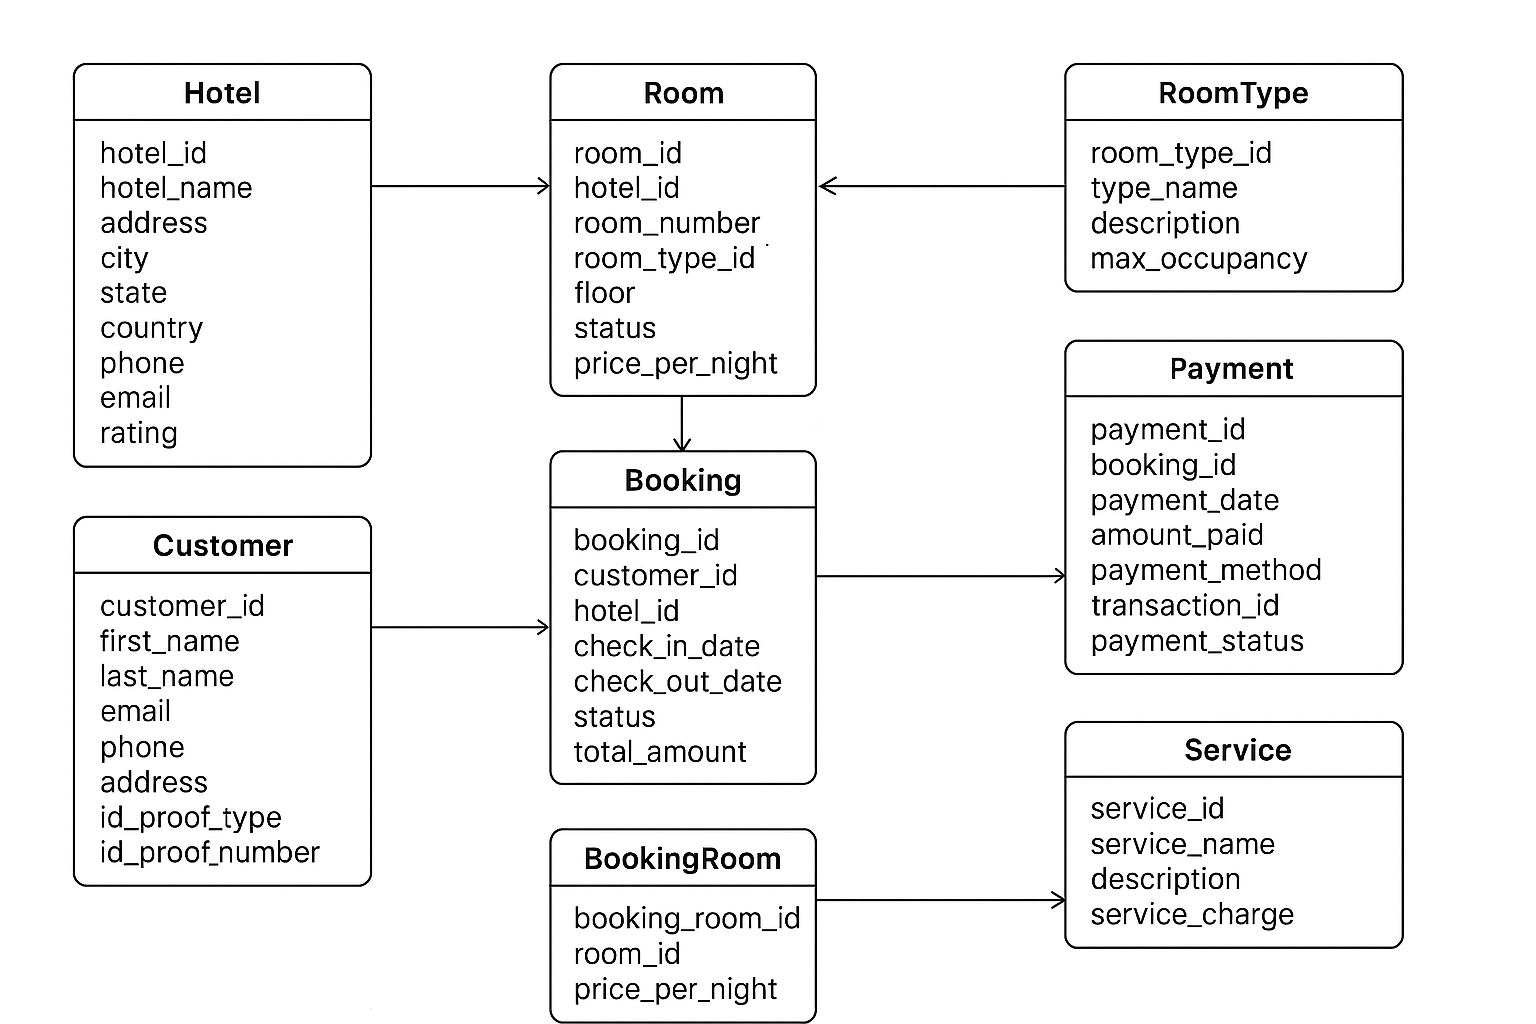 Hotel
hotel_id
hotel_name
address
city
state
country
phone
email
rating
Room
room_id
hotel_id
room_number
room_type_id
floor
status
price_per_night
RoomType
room_type_id
type_name
description
max_occupancy
Customer
customer_id
first_name
last_name
email
phone
address
id_proof_type
id_proof_number
Booking
booking_id
customer_id
hotel_id
check_in_date
check_out_date
status
total_amount
Payment
payment_id
booking_id
payment_date
amount_paid
payment_method
transaction_id
payment_status
BookingRoom
booking_room_id
room_id
price_per_night
Service
service_id
service_name
description
service_charge